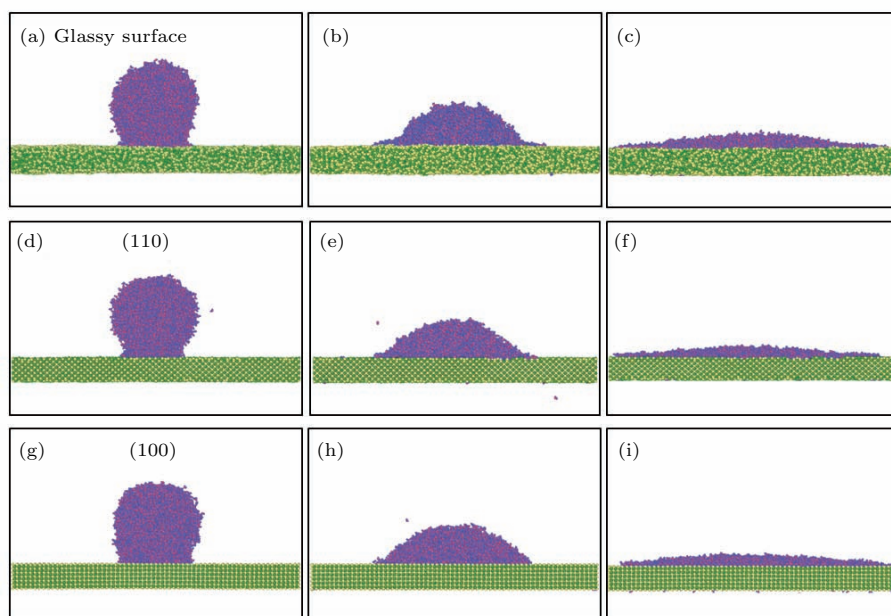 (a) Glassy surface
(b)
(c)
(d) (110)
(e)
(f)
(g) (100)
(h)
(i)